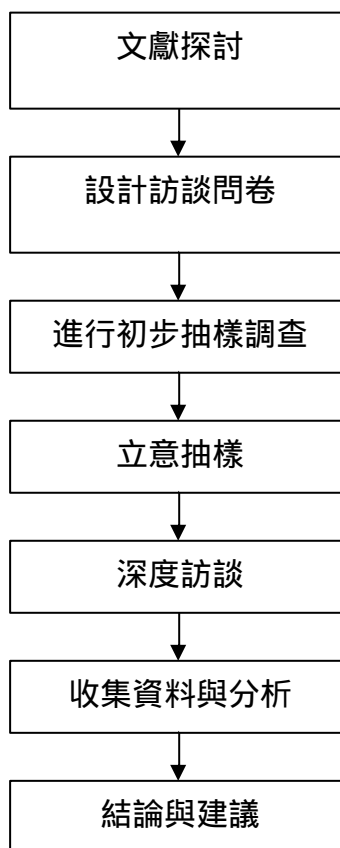 文獻探討
設計訪談問卷
進行初步抽樣調查
立意抽樣
深度訪談
收集資料與分析
結論與建議